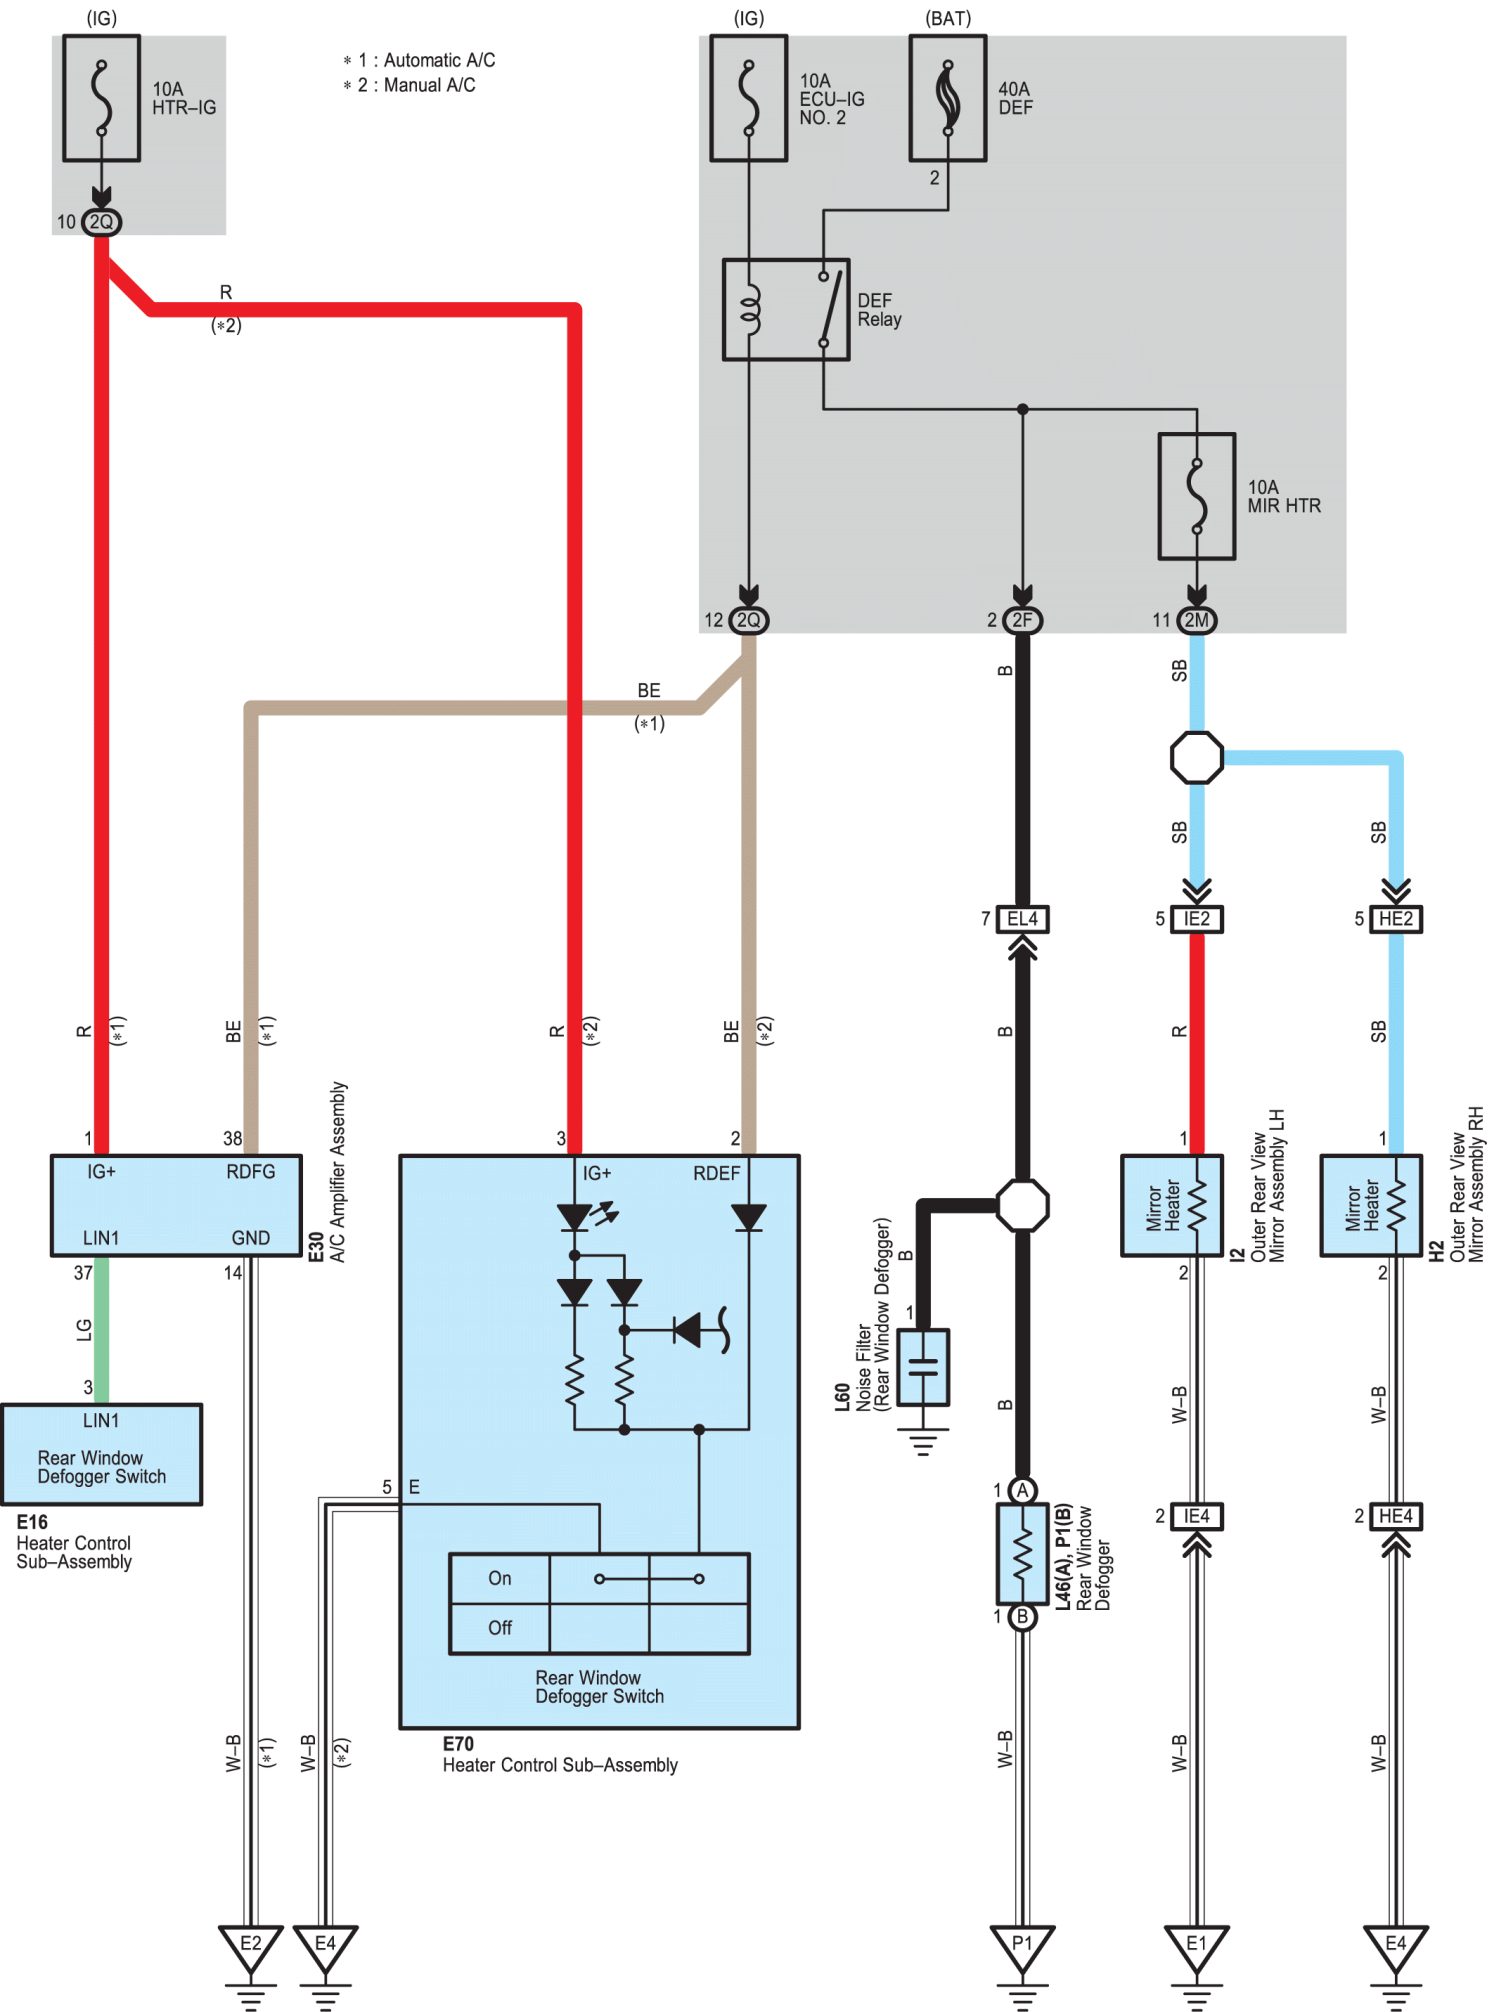 (IG)
(IG)
(BAT)
* 1 : Automatic A/C
* 2 : Manual A/C
10A
HTR–IG
10A
ECU–IG
NO. 2
40A
DEF
2
10 2Q
R
(*2)
DEF
Relay
10A
MIR HTR
12 2Q
2 2F
11 2M
B
SB
BE
(*1)
SB
SB
7 EL4
5 IE2
5 HE2
R
(*1)
BE
(*1)
R
(*2)
BE
(*2)
B
R
SB
1
38
3
2
1
1
IG+
RDFG
LIN1
GND
E30
A/C Amplifier Assembly
IG+
RDEF
Mirror
Heater
I2
Outer Rear View
Mirror Assembly LH
Mirror
Heater
H2
Outer Rear View
Mirror Assembly RH
37
14
2
2
LG
B
1
L60
Noise Filter
(Rear Window Defogger)
3
LIN1
Rear Window
Defogger Switch
E16
Heater Control
Sub–Assembly
B
W–B
W–B
5 E
1 A
L46(A), P1(B)
Rear Window
Defogger
1 B
2 IE4
2 HE4
On
Off
Rear Window
Defogger Switch
E70
Heater Control Sub–Assembly
W–B
(*1)
W–B
(*2)
W–B
W–B
W–B
E2
E4
P1
E1
E4